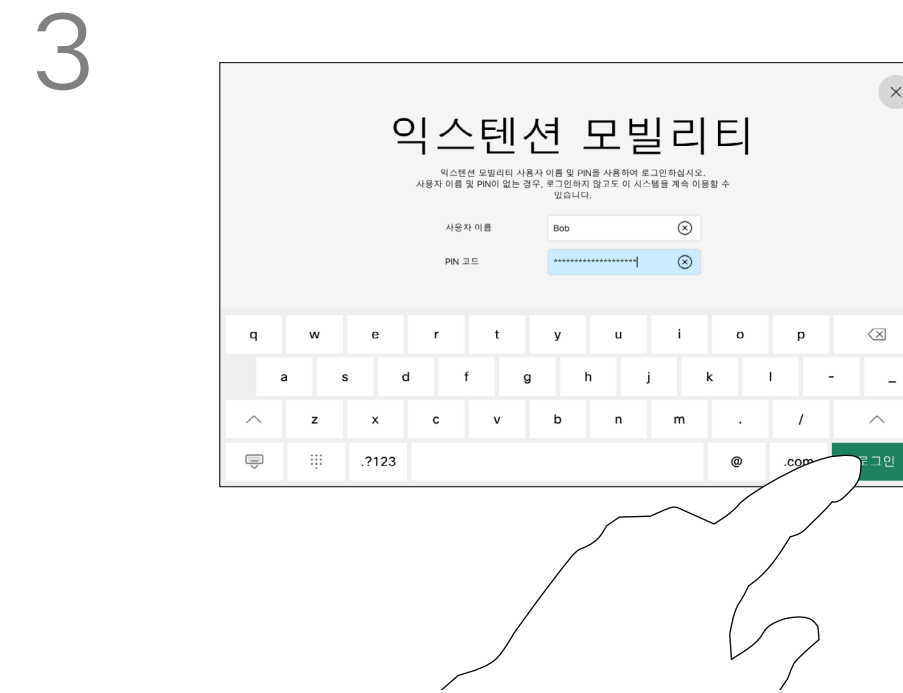 3
익스텐션 모빌리티
익스텐션 모빌리티 사용자 이름 및 PIN을 사용하여 로그인하십시오.
사용자 이름 및 PIN이 없는 경우, 로그인하지 않고도 이 시스템을 계속 이용할 수
있습니다.
사용자 이름 Bob
PIN 코드 ********************
q w e r t y u i o p
a s d f g h j k l - _
z x c v b n m . /
.?123 @ .com 로그인